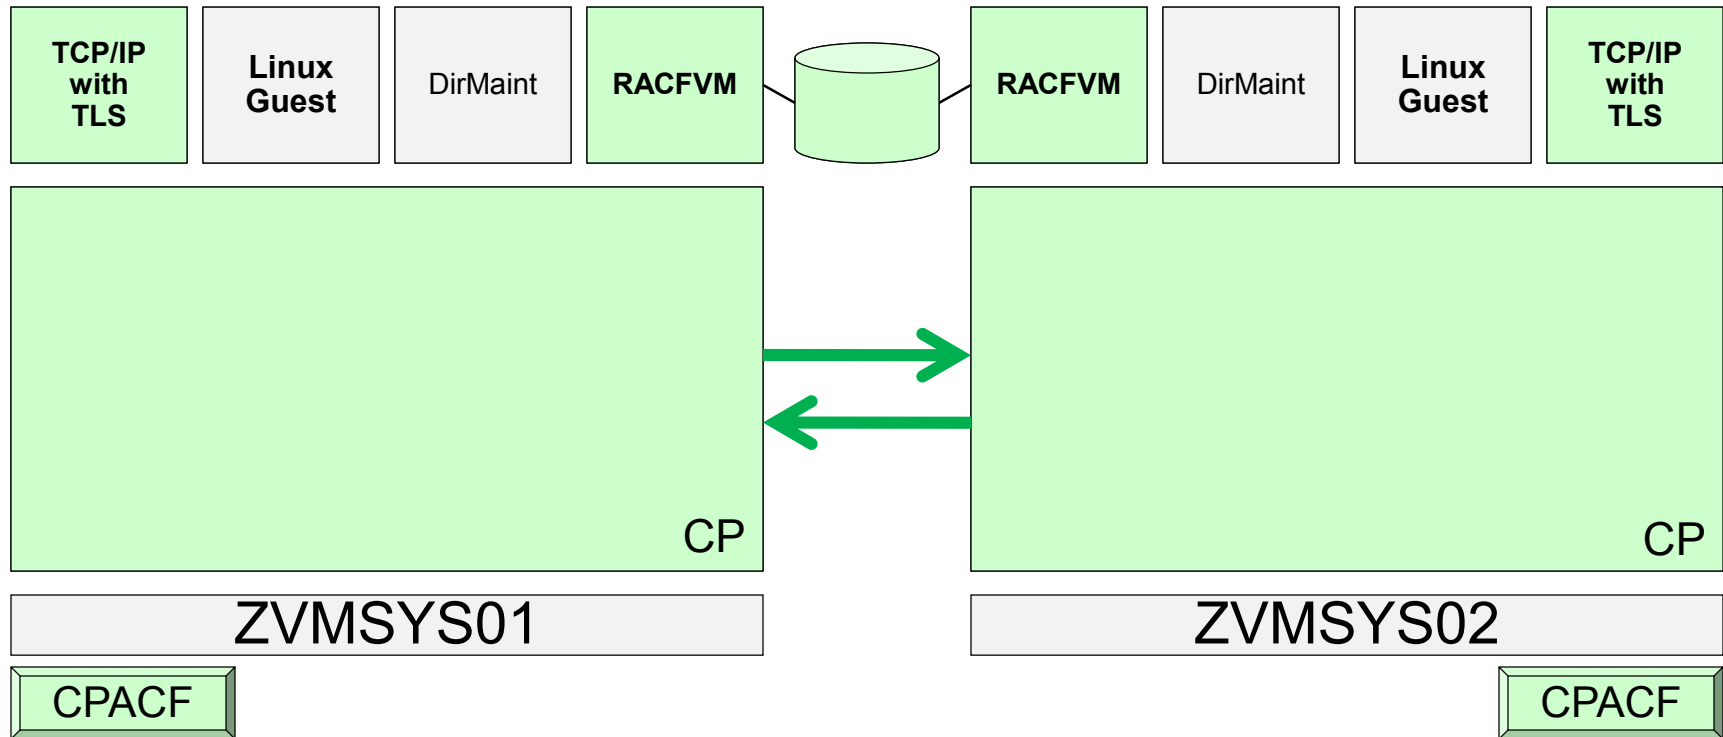 TCP/IP
with
TLS
Linux
Guest
DirMaint
RACFVM
RACFVM
DirMaint
Linux
Guest
TCP/IP
with
TLS
CP
CP
ZVMSYS01
ZVMSYS02
CPACF
CPACF